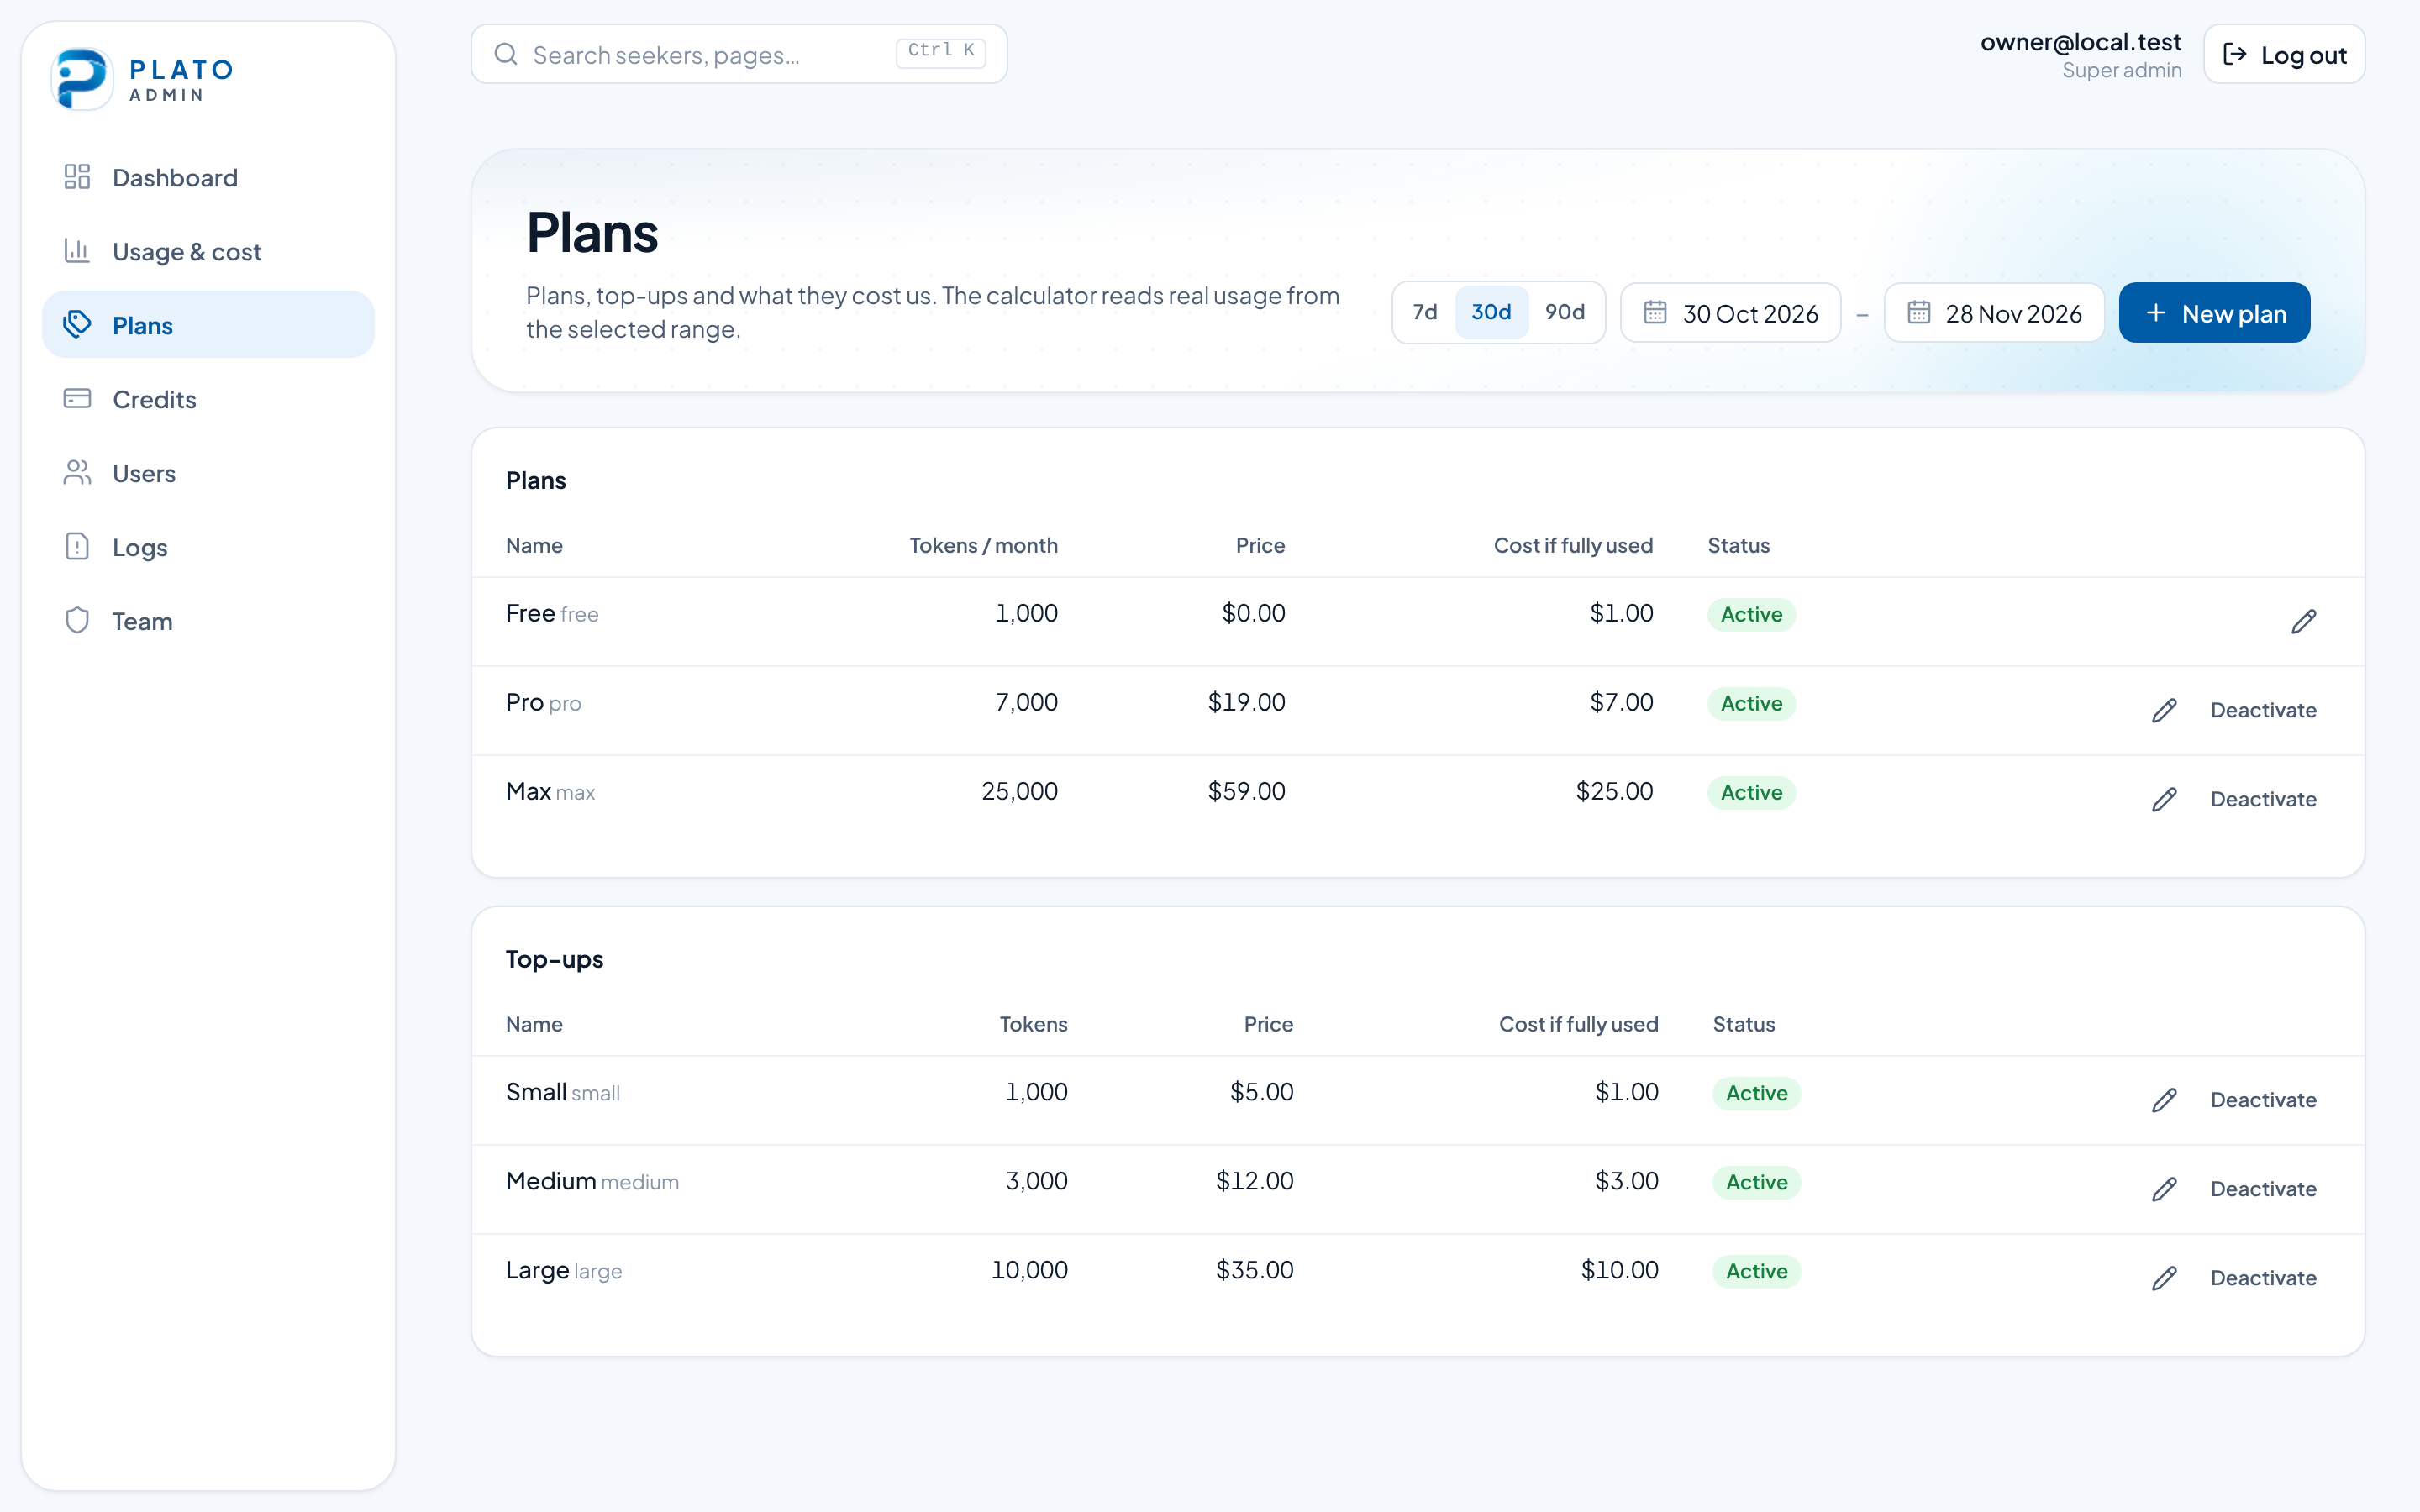 PLATO
ADMIN
Dashboard
Usage & cost
Plans
Credits
Users
Logs
Team
Search seekers, pages...
Ctrl K
owner@local.test
Super admin
Log out
Plans
Plans, top-ups and what they cost us. The calculator reads real usage from
the selected range.
7d 30d 90d
30 Oct 2026 – 28 Nov 2026
+ New plan
Plans
Name Tokens / month Price Cost if fully used Status
Free free 1,000 $0.00 $1.00 Active
Pro pro 7,000 $19.00 $7.00 Active Deactivate
Max max 25,000 $59.00 $25.00 Active Deactivate
Top-ups
Name Tokens Price Cost if fully used Status
Small small 1,000 $5.00 $1.00 Active Deactivate
Medium medium 3,000 $12.00 $3.00 Active Deactivate
Large large 10,000 $35.00 $10.00 Active Deactivate